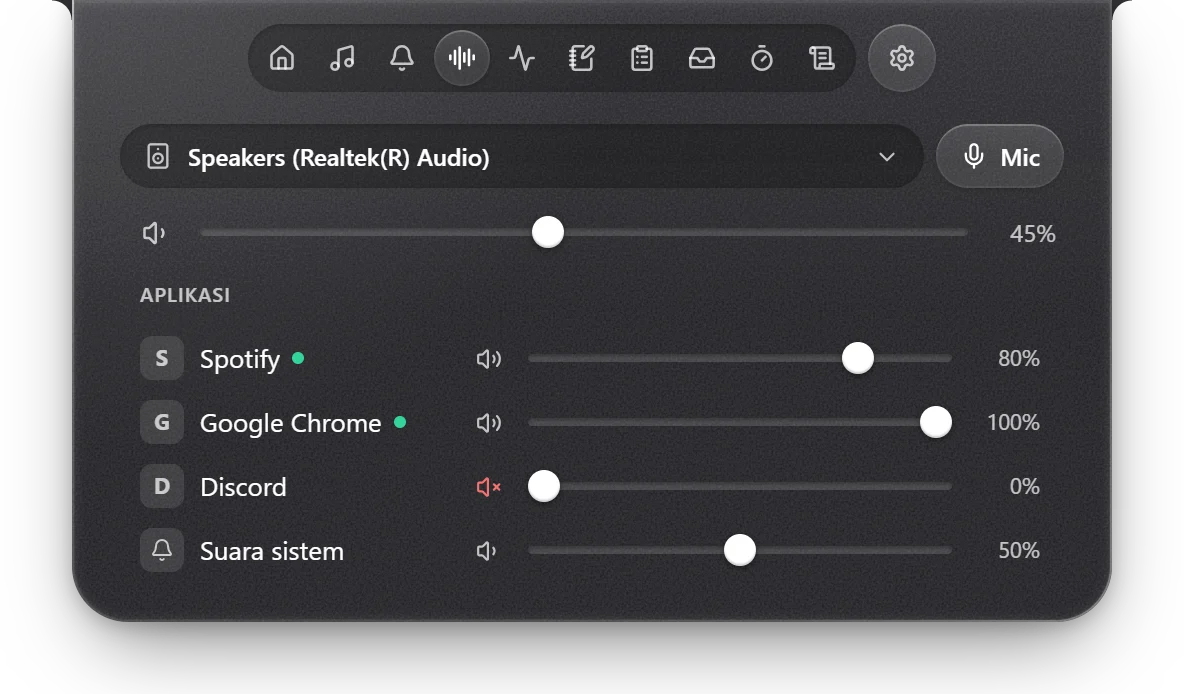 Speakers (Realtek(R) Audio)
Mic
45%
APLIKASI
S Spotify 80%
G Google Chrome 100%
D Discord 0%
Suara sistem 50%